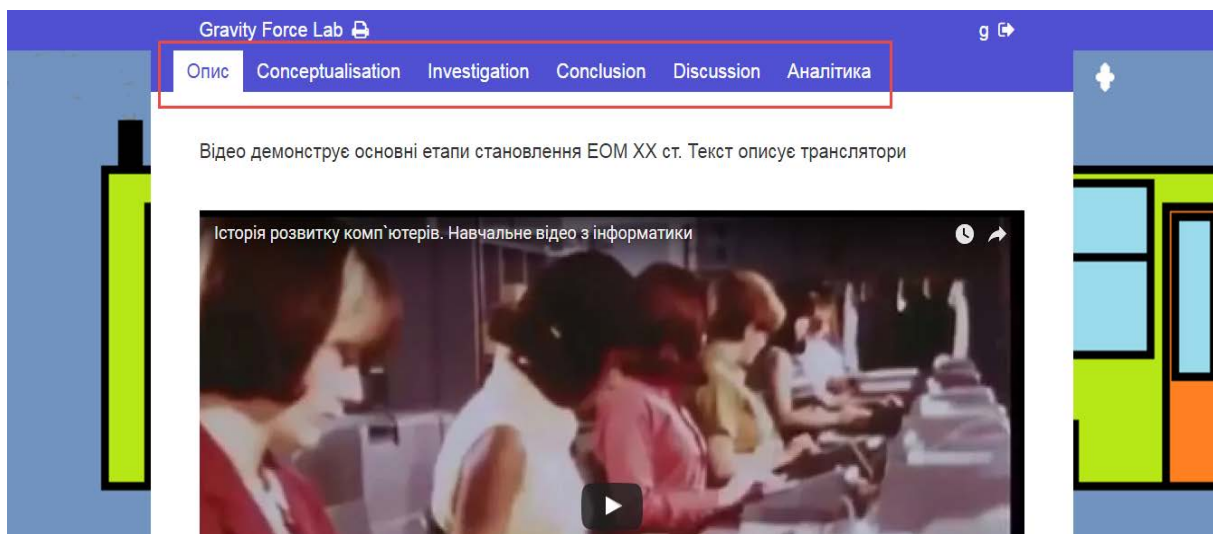 Gravity Force Lab g
Опис Conceptualisation Investigation Conclusion Discussion Аналітика
Відео демонструє основні етапи становлення ЕОМ XX ст. Текст описує транслятори
Історія розвитку комп`ютерів. Навчальне відео з інформатики